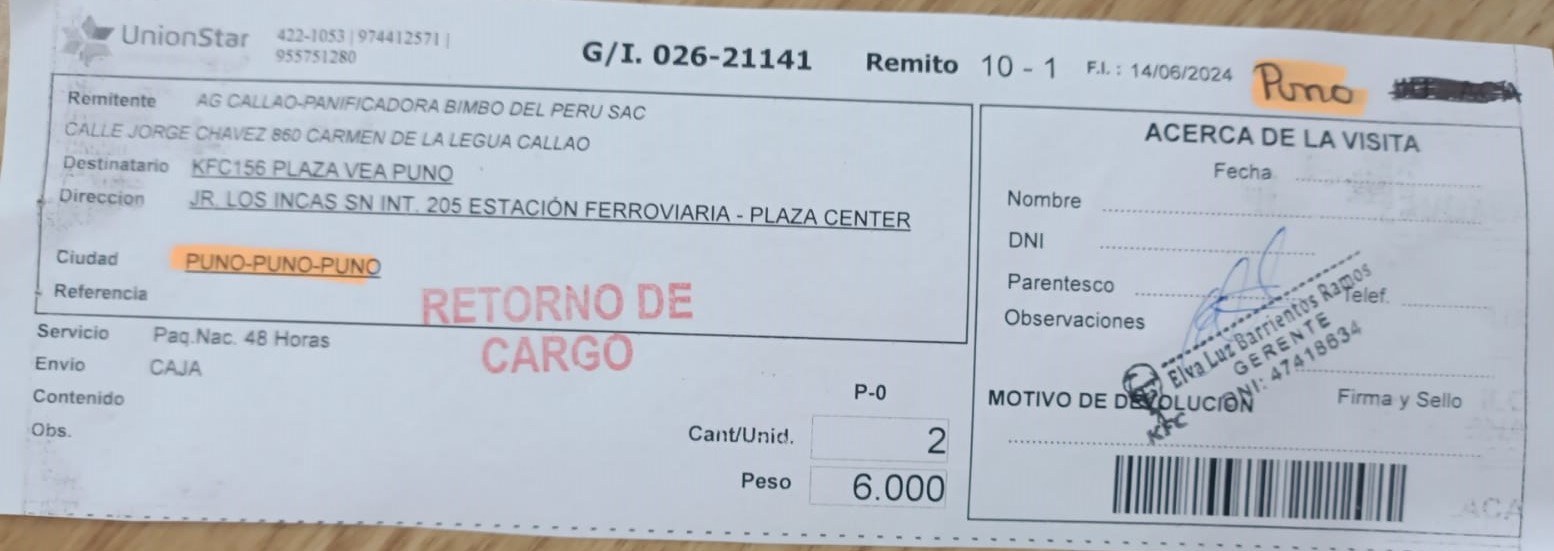 UnionStar 422-1053 | 974412571 |
955751280
G/I. 026-21141 Remito 10 - 1 F.I. : 14/06/2024 Puno
Remitente AG CALLAO-PANIFICADORA BIMBO DEL PERU SAC
CALLE JORGE CHAVEZ 860 CARMEN DE LA LEGUA CALLAO
Destinatario KFC156 PLAZA VEA PUNO
Direccion JR. LOS INCAS SN INT. 205 ESTACIÓN FERROVIARIA - PLAZA CENTER
Ciudad PUNO-PUNO-PUNO
Referencia
RETORNO DE
CARGO
Servicio Paq.Nac. 48 Horas
Envio CAJA
Contenido
Obs.
P-0
Cant/Unid. 2
Peso 6.000
ACERCA DE LA VISITA
Fecha
Nombre
DNI
Parentesco
Telef.
Observaciones
Elva Luz Barrientos Ramos
GERENTE
DNI: 47418834
KFC
MOTIVO DE DEVOLUCIÓN Firma y Sello